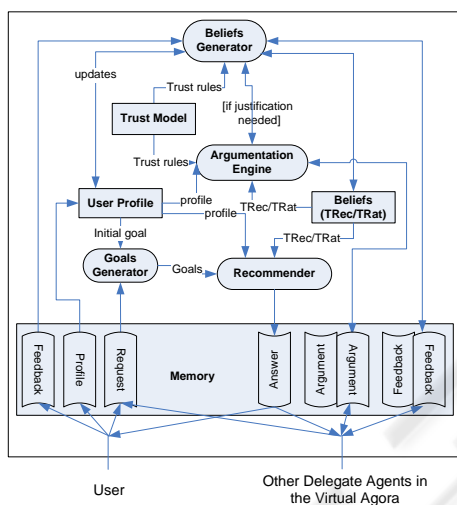 Beliefs
Generator
updates
Trust rules
[if justification
needed]
Trust Model
Trust rules
Argumentation
Engine
User Profile
profile
profile
TRec/TRat
Beliefs
(TRec/TRat)
Initial goal
TRec/TRat
Goals
Generator
Goals
Recommender
Feedback
Profile
Request
Memory
Answer
Argument
Argument
Feedback
Feedback
User
Other Delegate Agents in
the Virtual Agora